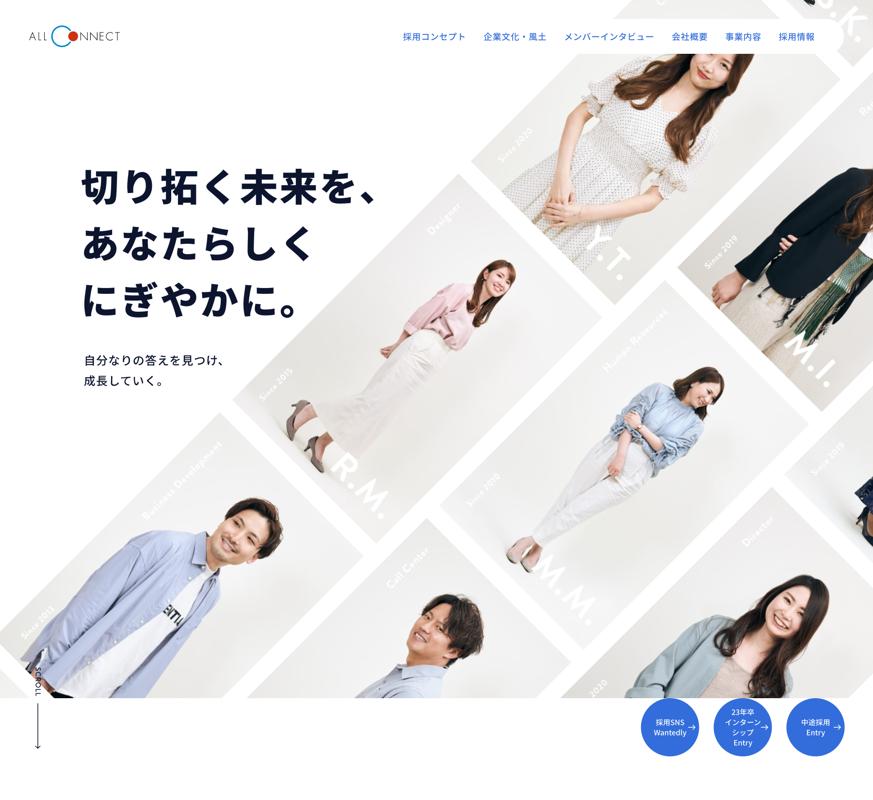 ALL CONNECT
採用コンセプト
企業文化・風土
メンバーインタビュー
会社概要
事業内容
採用情報
切り拓く未来を、
あなたらしく
にぎやかに。
自分なりの答えを見つけ、
成長していく。
Since 2020
Y.T.
Since 2019
M.I.
Designer
Since 2015
R.M.
Human Resources
Since 2010
M.M.
Since 2015
Business Development
Since 2013
Call Center
Director
2020
SCROLL
採用SNS
Wantedly
23年卒
インターン
シップ
Entry
中途採用
Entry